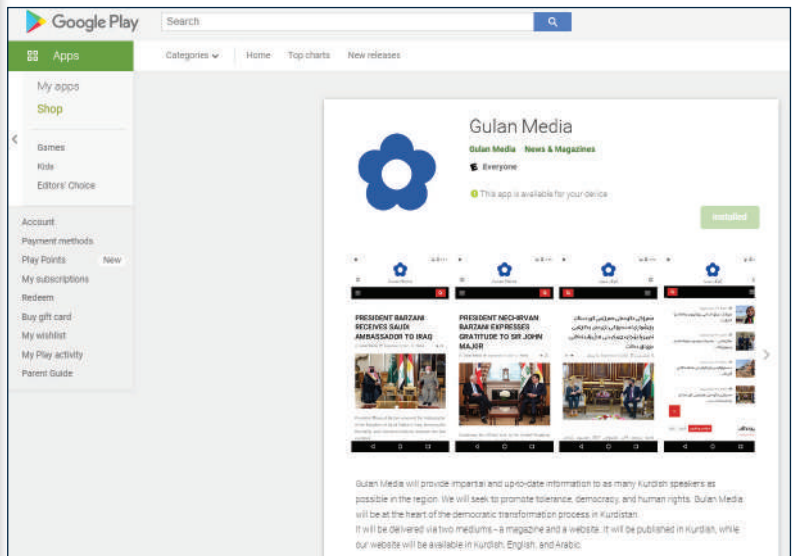 Google Play
Search
Apps
Categories
Home
Top charts
New releases
My apps
Shop
Games
Kids
Editors' Choice
Account
Payment methods
Play Points New
My subscriptions
Redeem
Buy gift card
My wishlist
My Play activity
Parent Guide
Gulan Media
Gulan Media News & Magazines
E Everyone
This app is available for your device
Installed
PRESIDENT BARZANI
RECEIVES SAUDI
AMBASSADOR TO IRAQ
PRESIDENT NECHIRVAN
BARZANI EXPRESSES
GRATITUDE TO SIR JOHN
MAJOR
Gulan Media will provide impartial and up-to-date information to as many Kurdish speakers as
possible in the region. We will seek to promote tolerance, democracy, and human rights. Gulan Media
will be at the heart of the democratic transformation process in Kurdistan.
It will be delivered via two mediums – a magazine and a website. It will be published in Kurdish, while
our website will be available in Kurdish, English, and Arabic.